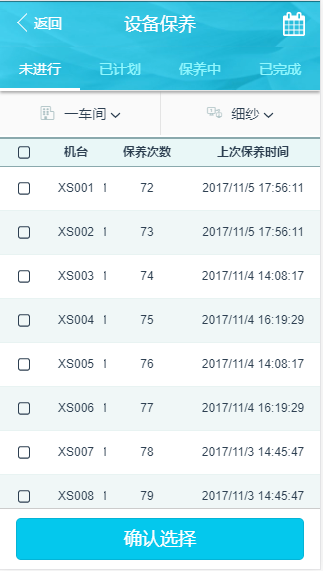 返回 设备保养
未进行 已计划 保养中 已完成
一车间 细纱
机台 保养次数 上次保养时间
XS001 72 2017/11/5 17:56:11
XS002 73 2017/11/5 17:56:11
XS003 74 2017/11/4 14:08:17
XS004 75 2017/11/4 16:19:29
XS005 76 2017/11/4 14:08:17
XS006 77 2017/11/4 16:19:29
XS007 78 2017/11/3 14:45:47
XS008 79 2017/11/3 14:45:47
确认选择